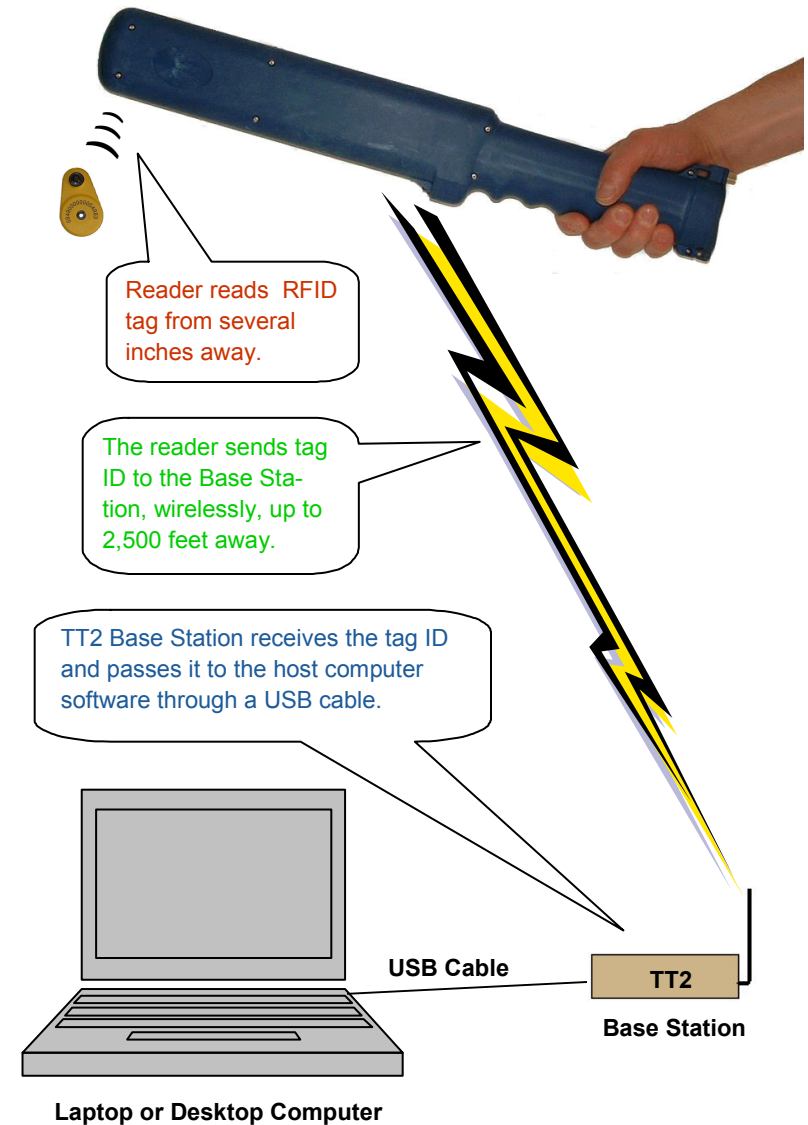 Reader reads  RFID
tag from several
inches away.
The reader sends tag
ID to the Base Sta-
tion, wirelessly, up to
2,500 feet away.
TT2 Base Station receives the tag ID
and passes it to the host computer
software through a USB cable.
USB Cable
TT2
Base Station
Laptop or Desktop Computer